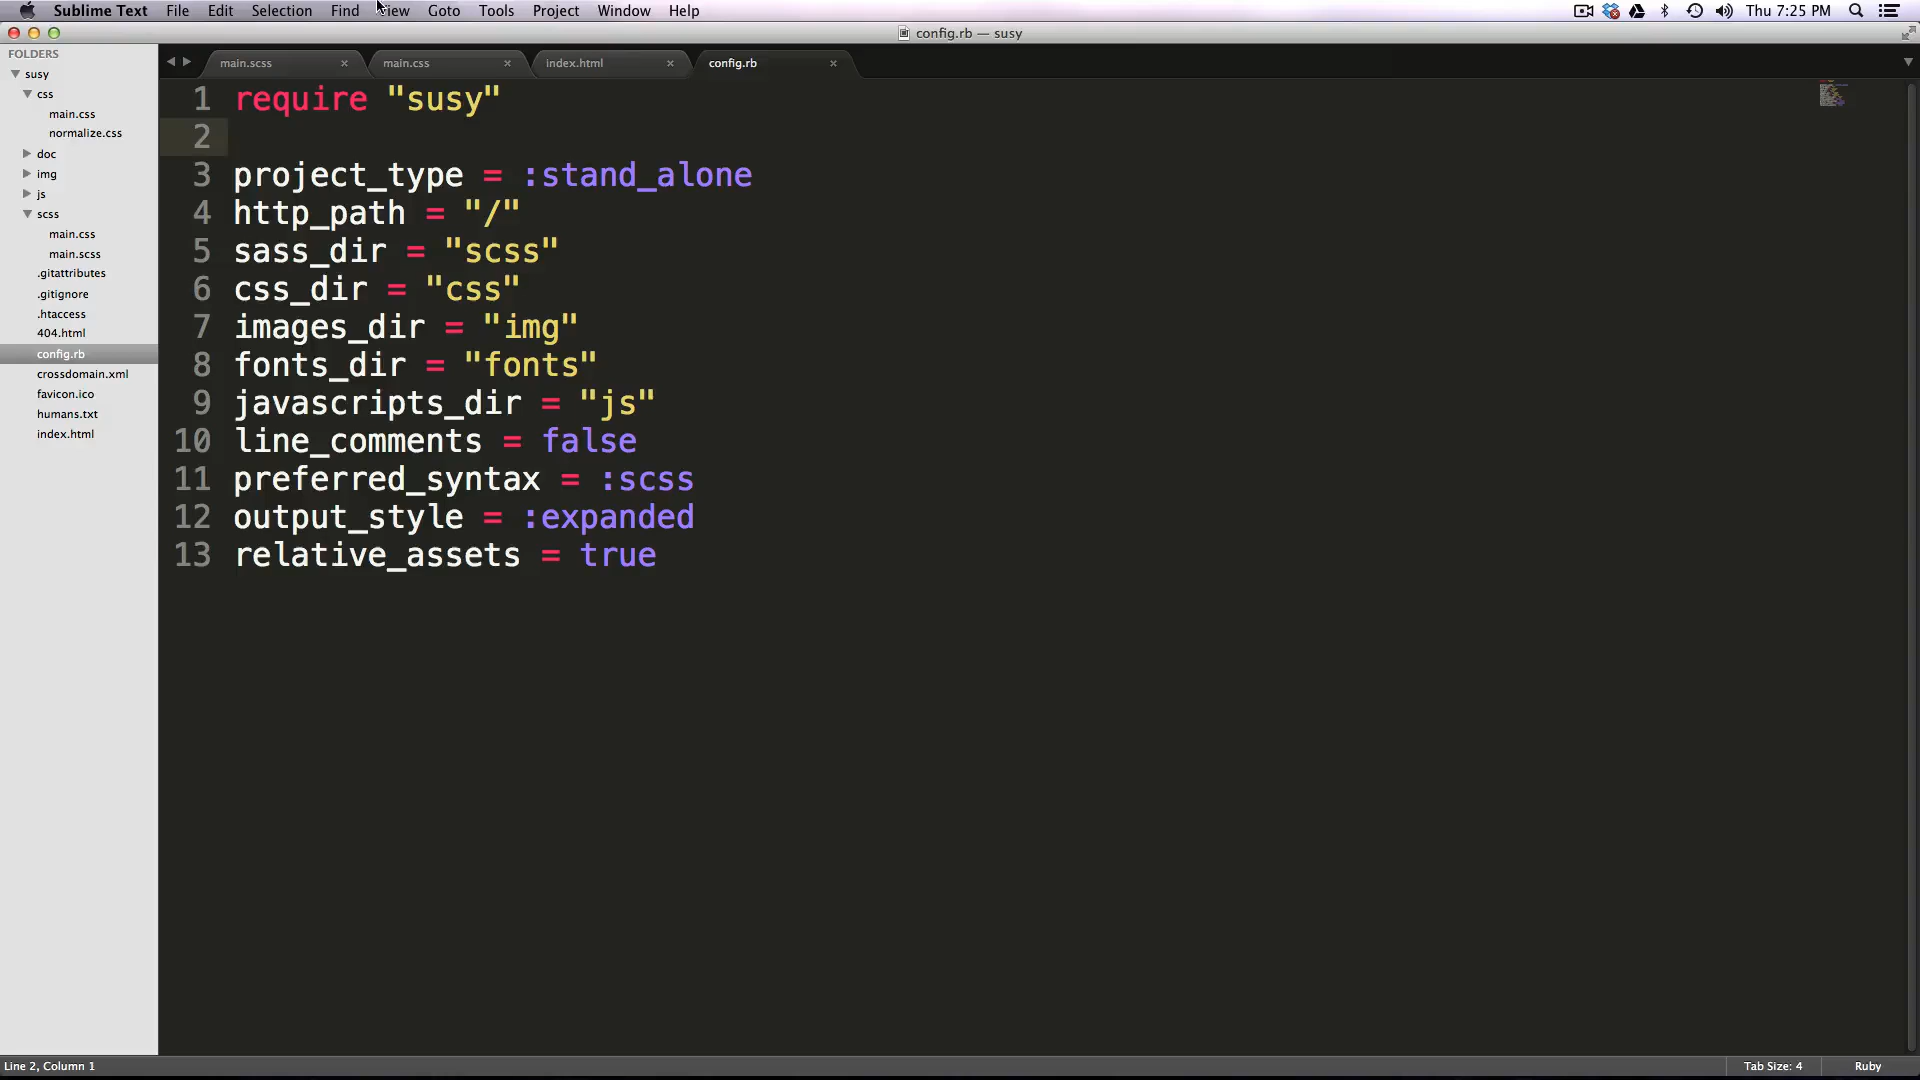 Sublime Text File Edit Selection Find View Goto Tools Project Window Help Thu 7:25 PM
config.rb — susy
FOLDERS
susy
css
main.css
normalize.css
doc
img
js
scss
main.css
main.scss
.gitattributes
.gitignore
.htaccess
404.html
config.rb
crossdomain.xml
favicon.ico
humans.txt
index.html
main.scss × main.css × index.html × config.rb ×
1 require "susy"
2
3 project_type = :stand_alone
4 http_path = "/"
5 sass_dir = "scss"
6 css_dir = "css"
7 images_dir = "img"
8 fonts_dir = "fonts"
9 javascripts_dir = "js"
10 line_comments = false
11 preferred_syntax = :scss
12 output_style = :expanded
13 relative_assets = true
Line 2, Column 1 Tab Size: 4 Ruby